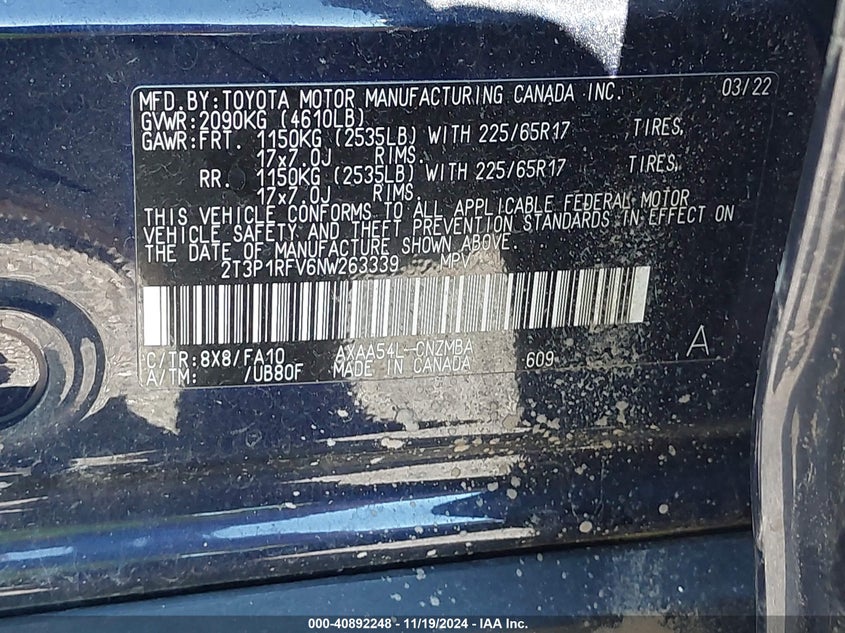 MFD.BY:TOYOTA MOTOR MANUFACTURING CANADA INC. 03/22
GVWR:2090KG (4610LB)
GAWR:FRT. 1150KG (2535LB) WITH 225/65R17 TIRES,
17x7.0J RIMS.
RR. 1150KG (2535LB) WITH 225/65R17 TIRES,
17x7.0J RIMS.
THIS VEHICLE CONFORMS TO ALL APPLICABLE FEDERAL MOTOR
VEHICLE SAFETY AND THEFT PREVENTION STANDARDS IN EFFECT ON
THE DATE OF MANUFACTURE SHOWN ABOVE.
2T3P1RFV6NW263339 MPV
C/TR:8X8/FA10 AXAA54L-CNZMBA A
A/TM: /UB80F MADE IN CANADA 609
000-40892248 - 11/19/2024 - IAA Inc.